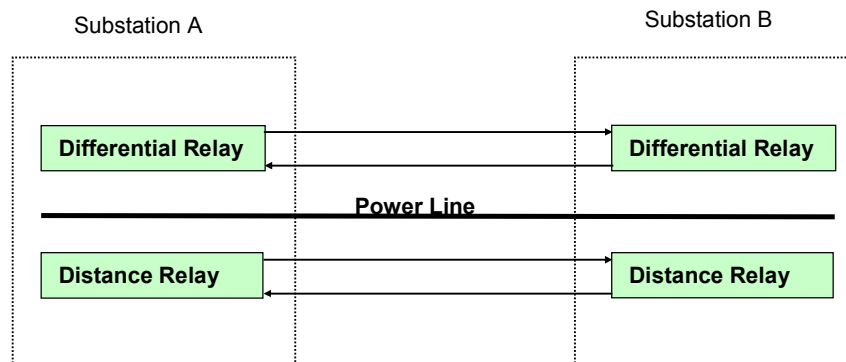 Substation A
Substation B
Differential Relay
Differential Relay
Power Line
Distance Relay
Distance Relay